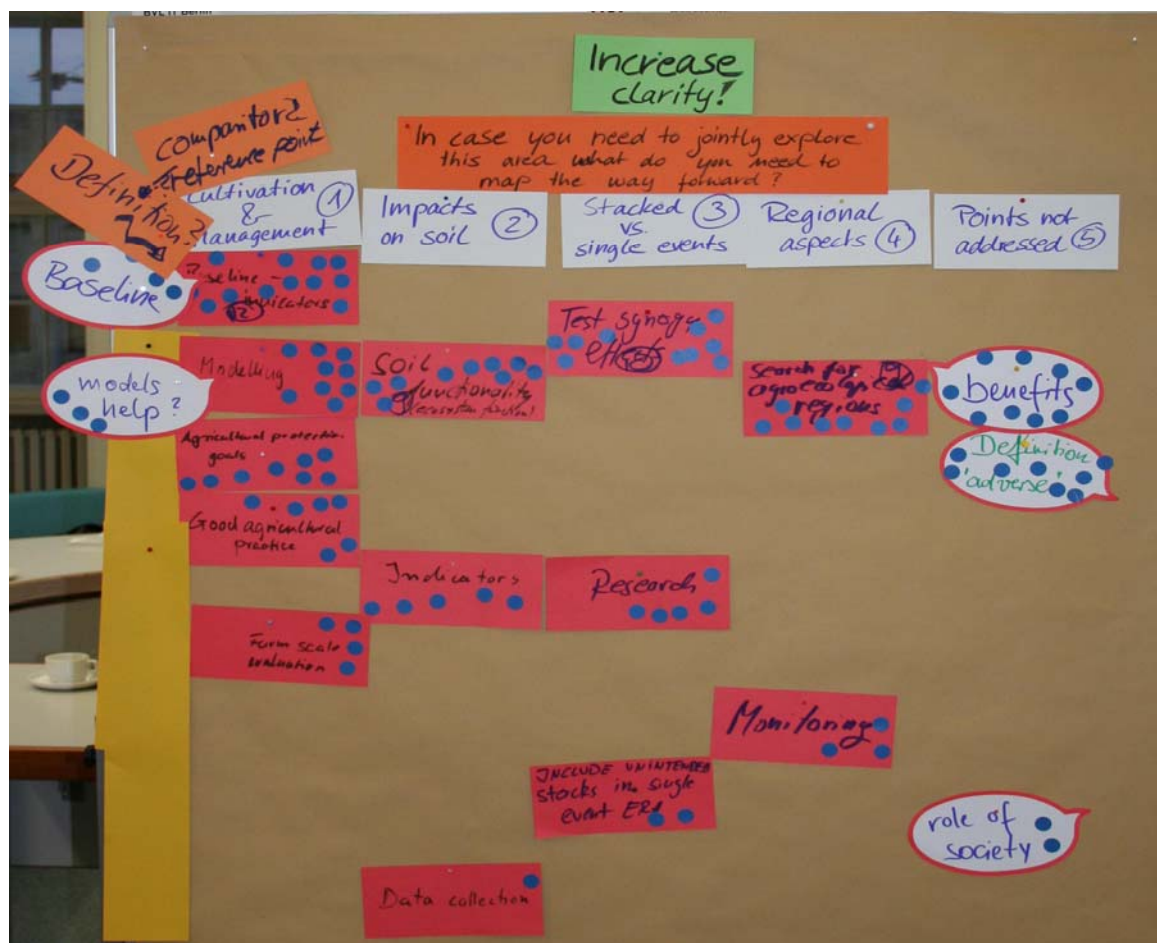 Increase
clarity!
In case you need to jointly explore
this area what do you need to
map the way forward?
comparitor?
reference point
Definition?
Cultivation ①
&
Management
Impacts ②
on soil
Stacked ③
vs.
single events
Regional
aspects ④
Points not
addressed ⑤
Baseline
Baseline -
indicators
12
models
help?
Modelling
Soil
functionality
(ecosystem function)
Test synergy
effects
Search for
agroecological
regions
benefits
Definition
'adverse'
Agricultural protection
goals
Good agricultural
practice
Indicators
Research
Farm scale
evaluation
Monitoring
INCLUDE UNINTENDED
stacks in single
event ERA
role of
society
Data collection